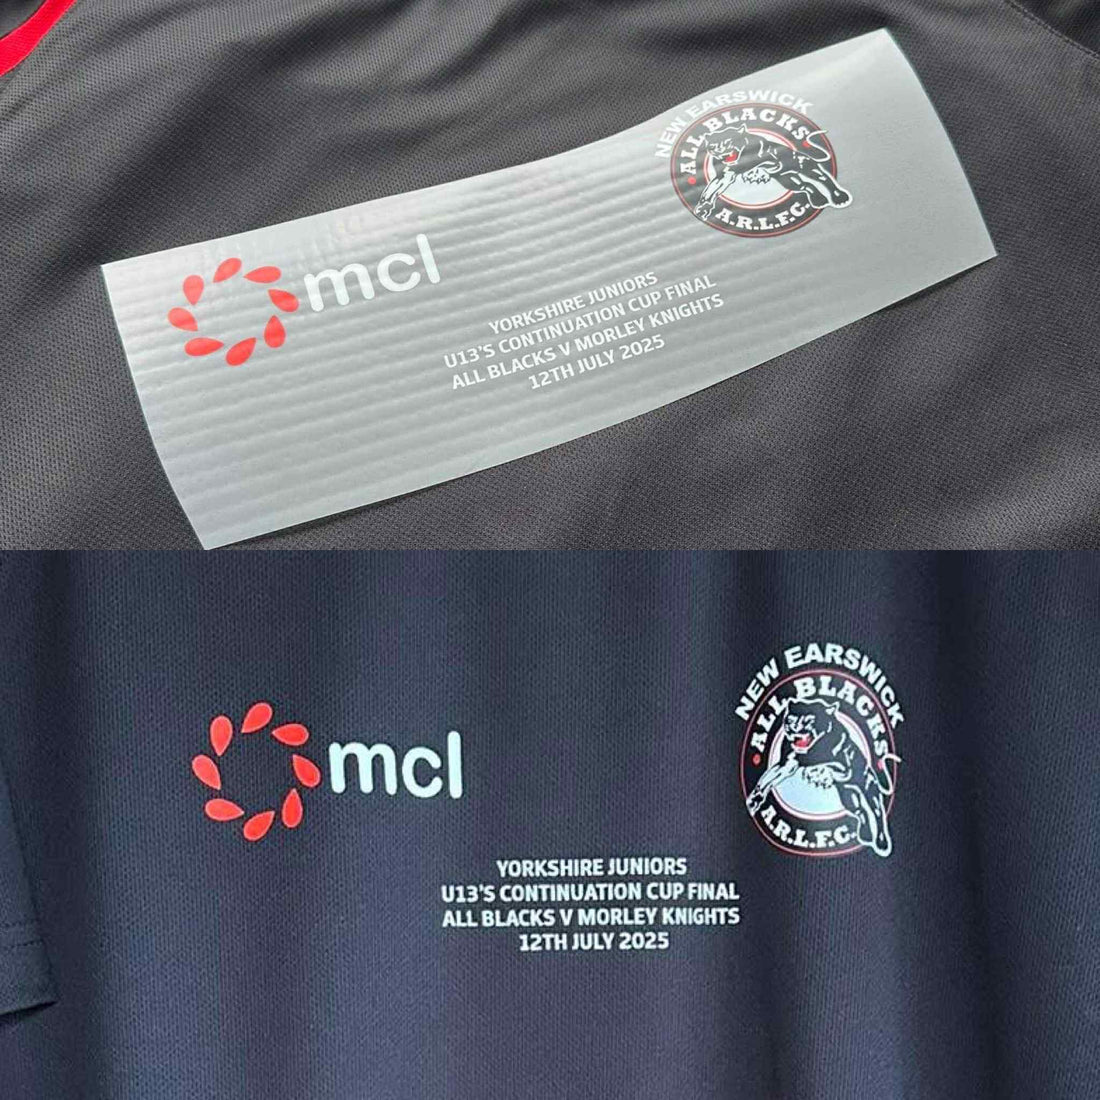 NEW EARSWICK
ALL BLACKS
A.R.L.F.C.
mcl
YORKSHIRE JUNIORS
U13'S CONTINUATION CUP FINAL
ALL BLACKS V MORLEY KNIGHTS
12TH JULY 2025
NEW EARSWICK
ALL BLACKS
A.R.L.F.C.
mcl
YORKSHIRE JUNIORS
U13'S CONTINUATION CUP FINAL
ALL BLACKS V MORLEY KNIGHTS
12TH JULY 2025